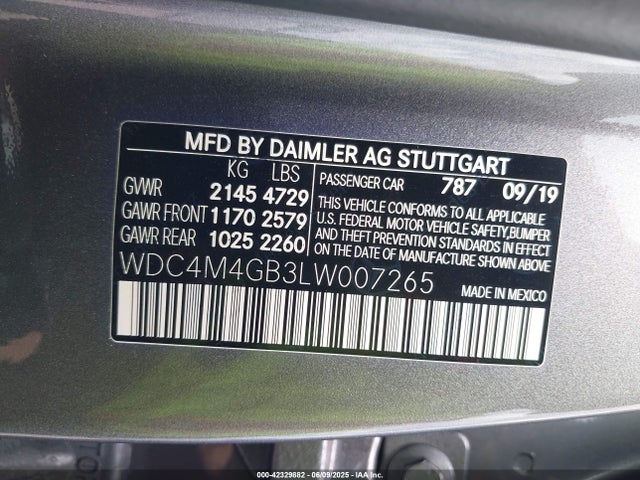 MFD BY DAIMLER AG STUTTGART
KG LBS
GVWR 2145 4729
GAWR FRONT 1170 2579
GAWR REAR 1025 2260
PASSENGER CAR 787 09/19
THIS VEHICLE CONFORMS TO ALL APPLICABLE
U.S. FEDERAL MOTOR VEHICLE SAFETY, BUMPER
AND THEFT PREVENTION STANDARDS IN EFFECT
ON THE DATE OF MANUFACTURE SHOWN ABOVE.
WDC4M4GB3LW007265
MADE IN MEXICO
000-42329882 - 06/09/2025 - IAA Inc.